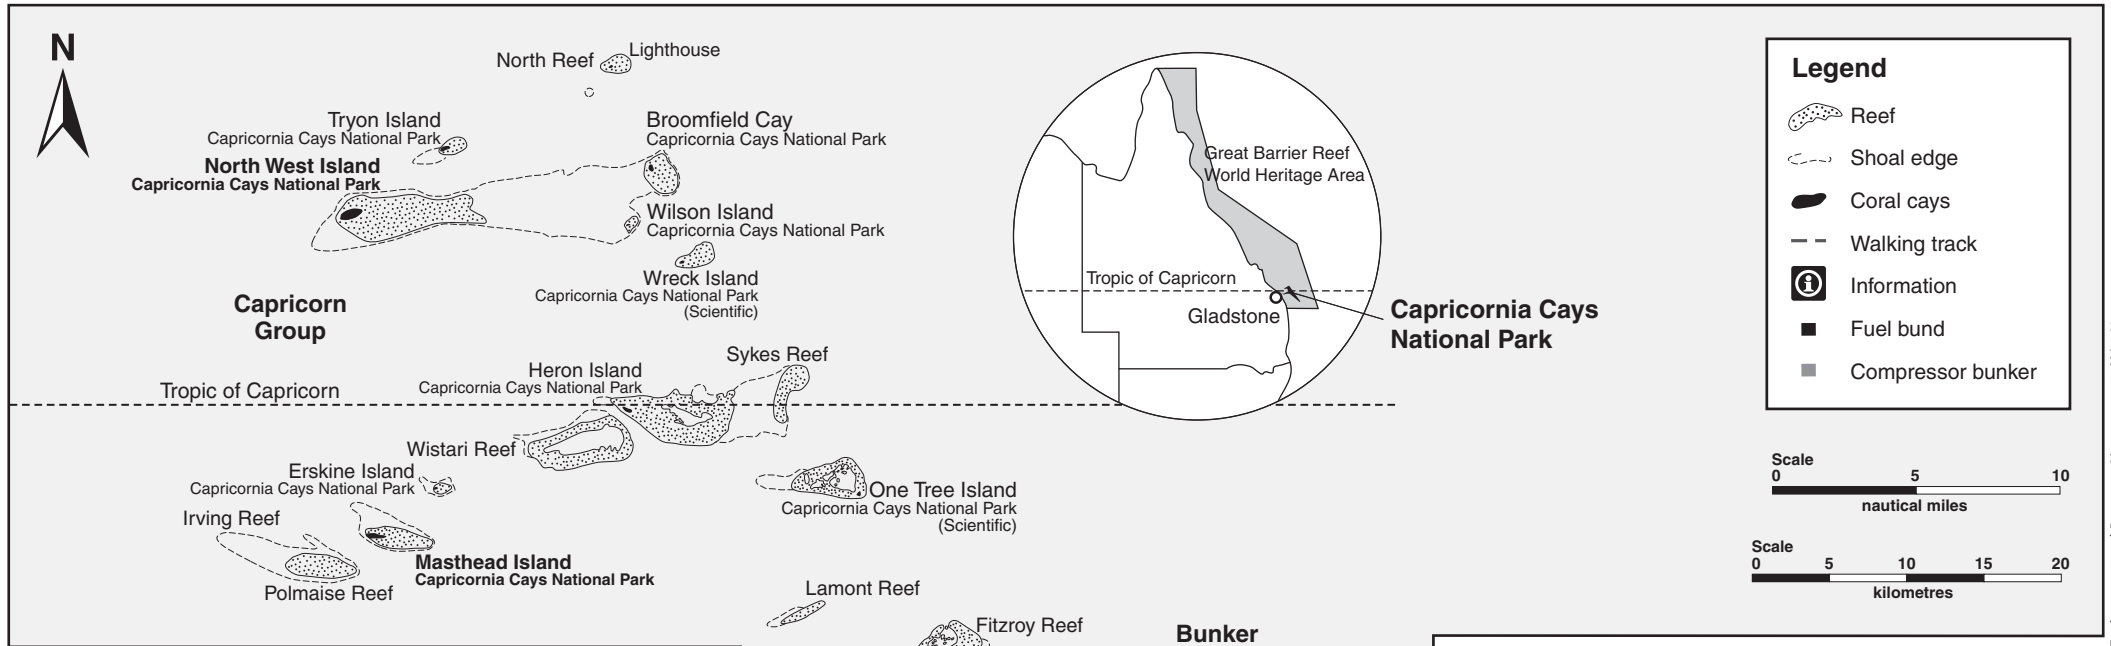 N
North Reef
Lighthouse
Tryon Island
Capricornia Cays National Park
Broomfield Cay
Capricornia Cays National Park
North West Island
Capricornia Cays National Park
Wilson Island
Capricornia Cays National Park
Wreck Island
Capricornia Cays National Park
(Scientific)
Capricorn
Group
Sykes Reef
Heron Island
Capricornia Cays National Park
Tropic of Capricorn
Wistari Reef
Erskine Island
Capricornia Cays National Park
One Tree Island
Capricornia Cays National Park
(Scientific)
Irving Reef
Masthead Island
Capricornia Cays National Park
Polmaise Reef
Lamont Reef
Fitzroy Reef
Bunker
Great Barrier Reef
World Heritage Area
Tropic of Capricorn
Gladstone
Capricornia Cays
National Park
Legend
Reef
Shoal edge
Coral cays
Walking track
Information
Fuel bund
Compressor bunker
Scale
0 5 10
nautical miles
Scale
0 5 10 15 20
kilometres